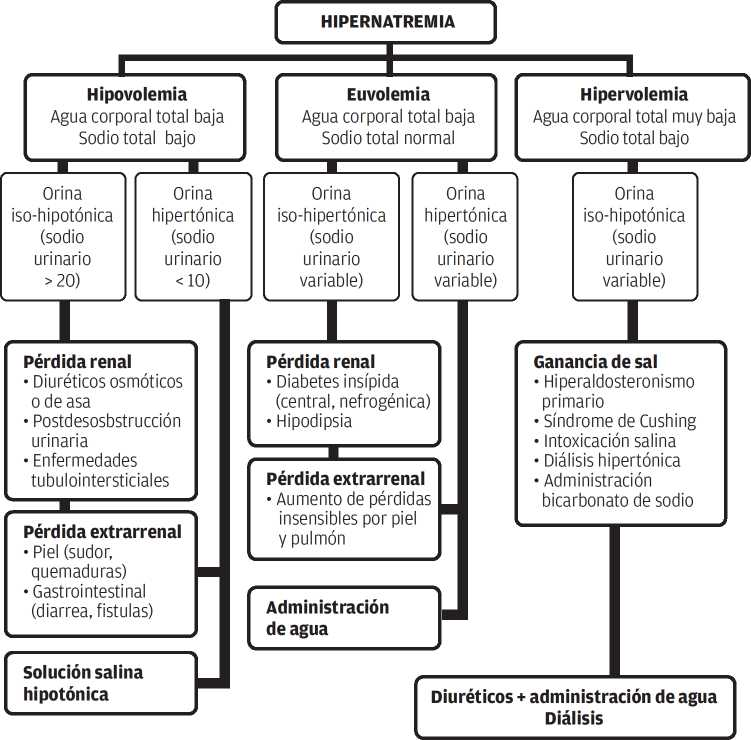 HIPERNATREMIA
Hipovolemia
Agua corporal total baja
Sodio total bajo
Euvolemia
Agua corporal total baja
Sodio total normal
Hipervolemia
Agua corporal total muy baja
Sodio total bajo
Orina
iso-hipotónica
(sodio
urinario
> 20)
Orina
hipertónica
(sodio
urinario
< 10)
Orina
iso-hipertónica
(sodio
urinario
variable)
Orina
hipertónica
(sodio
urinario
variable)
Orina
iso-hipotónica
(sodio
urinario
variable)
Pérdida renal
• Diuréticos osmóticos
o de asa
• Postdesosbstrucción
urinaria
• Enfermedades
tubulointersticiales
Pérdida extrarrenal
• Piel (sudor,
quemaduras)
• Gastrointestinal
(diarrea, fistulas)
Solución salina
hipotónica
Pérdida renal
• Diabetes insípida
(central, nefrogénica)
• Hipodipsia
Pérdida extrarrenal
• Aumento de pérdidas
insensibles por piel
y pulmón
Administración
de agua
Ganancia de sal
• Hiperaldosteronismo
primario
• Síndrome de Cushing
• Intoxicación salina
• Diálisis hipertónica
• Administración
bicarbonato de sodio
Diuréticos + administración de agua
Diálisis